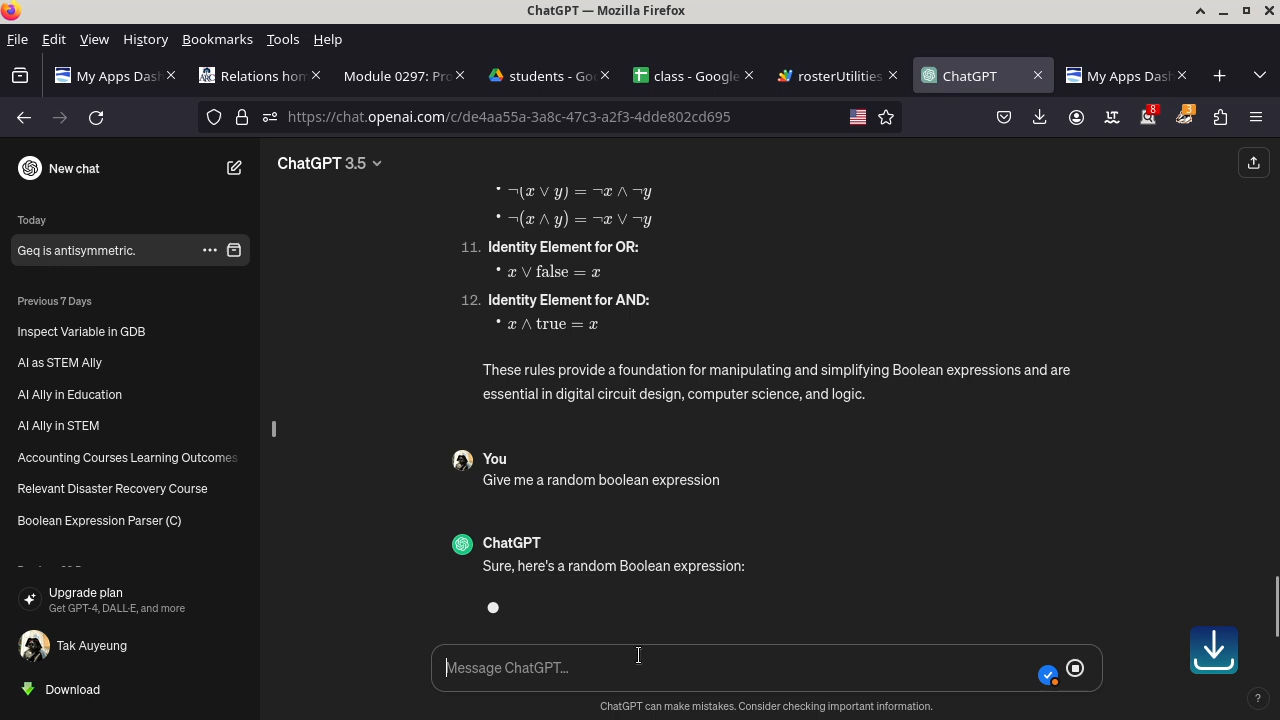 ChatGPT — Mozilla Firefox
File Edit View History Bookmarks Tools Help
My Apps Dash Relations hom Module 0297: Pro students - Goo class - Google rosterUtilities ChatGPT My Apps Dash
https://chat.openai.com/c/de4aa55a-3a8c-47c3-a2f3-4dde802cd695 8 3
New chat
ChatGPT 3.5
Today
Geq is antisymmetric.
Previous 7 Days
Inspect Variable in GDB
AI as STEM Ally
AI Ally in Education
AI Ally in STEM
Accounting Courses Learning Outcomes
Relevant Disaster Recovery Course
Boolean Expression Parser (C)
Upgrade plan
Get GPT-4, DALL·E, and more
Tak Auyeung
Download
• ¬(x ∨ y) = ¬x ∧ ¬y
• ¬(x ∧ y) = ¬x ∨ ¬y
11. Identity Element for OR:
• x ∨ false = x
12. Identity Element for AND:
• x ∧ true = x
These rules provide a foundation for manipulating and simplifying Boolean expressions and are
essential in digital circuit design, computer science, and logic.
You
Give me a random boolean expression
ChatGPT
Sure, here's a random Boolean expression:
Message ChatGPT…
ChatGPT can make mistakes. Consider checking important information.
?